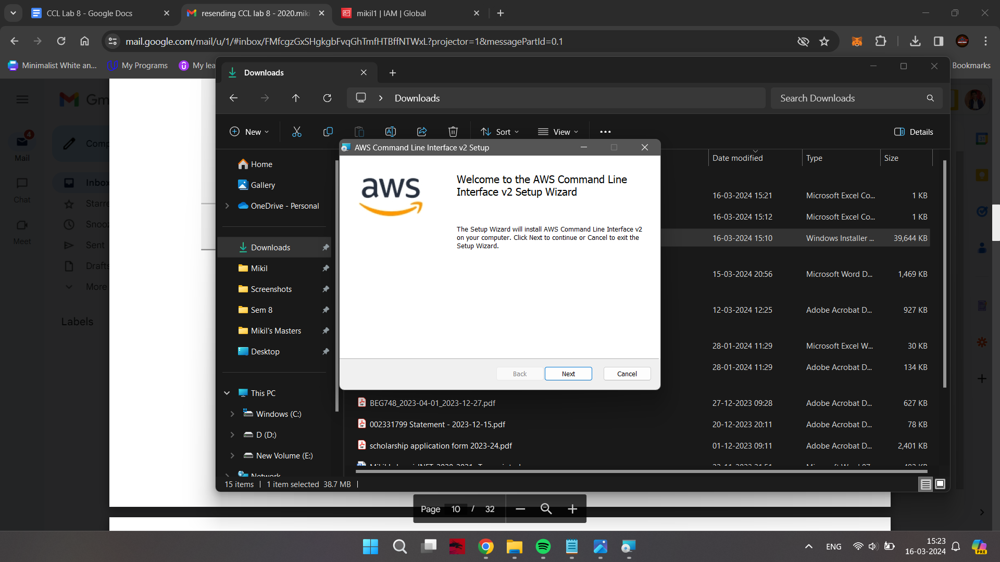 CCL Lab 8 - Google Docs
resending CCL lab 8 - 2020.miki
mikil1 | IAM | Global
mail.google.com/mail/u/1/#inbox/FMfcgzGxSHgkgbFvqGhTmfHTBffNTWxL?projector=1&messagePartId=0.1
Minimalist White an...
My Programs
My lea
Bookmarks
Gm
4
Mail
Chat
Meet
Comp
Inbox
Starre
Snooz
Sent
Drafts
More
Labels
31
Downloads
Downloads
Search Downloads
New
Sort
View
Details
Home
Gallery
OneDrive - Personal
Downloads
Mikil
Screenshots
Sem 8
Mikil's Masters
Desktop
This PC
Windows (C:)
D (D:)
New Volume (E:)
Network
Date modified Type Size
16-03-2024 15:21 Microsoft Excel Co... 1 KB
16-03-2024 15:12 Microsoft Excel Co... 1 KB
16-03-2024 15:10 Windows Installer ... 39,644 KB
15-03-2024 20:56 Microsoft Word D... 1,469 KB
12-03-2024 12:25 Adobe Acrobat D... 927 KB
28-01-2024 11:29 Microsoft Excel W... 30 KB
28-01-2024 11:29 Adobe Acrobat D... 134 KB
BEG748_2023-04-01_2023-12-27.pdf 27-12-2023 09:28 Adobe Acrobat D... 627 KB
002331799 Statement - 2023-12-15.pdf 20-12-2023 20:11 Adobe Acrobat D... 78 KB
scholarship application form 2023-24.pdf 01-12-2023 09:11 Adobe Acrobat D... 2,401 KB
AWS Command Line Interface v2 Setup
aws
Welcome to the AWS Command Line
Interface v2 Setup Wizard
The Setup Wizard will install AWS Command Line Interface v2
on your computer. Click Next to continue or Cancel to exit the
Setup Wizard.
Back
Next
Cancel
15 items
1 item selected 38.7 MB
Page 10 / 32
ENG
15:23
16-03-2024
PRE